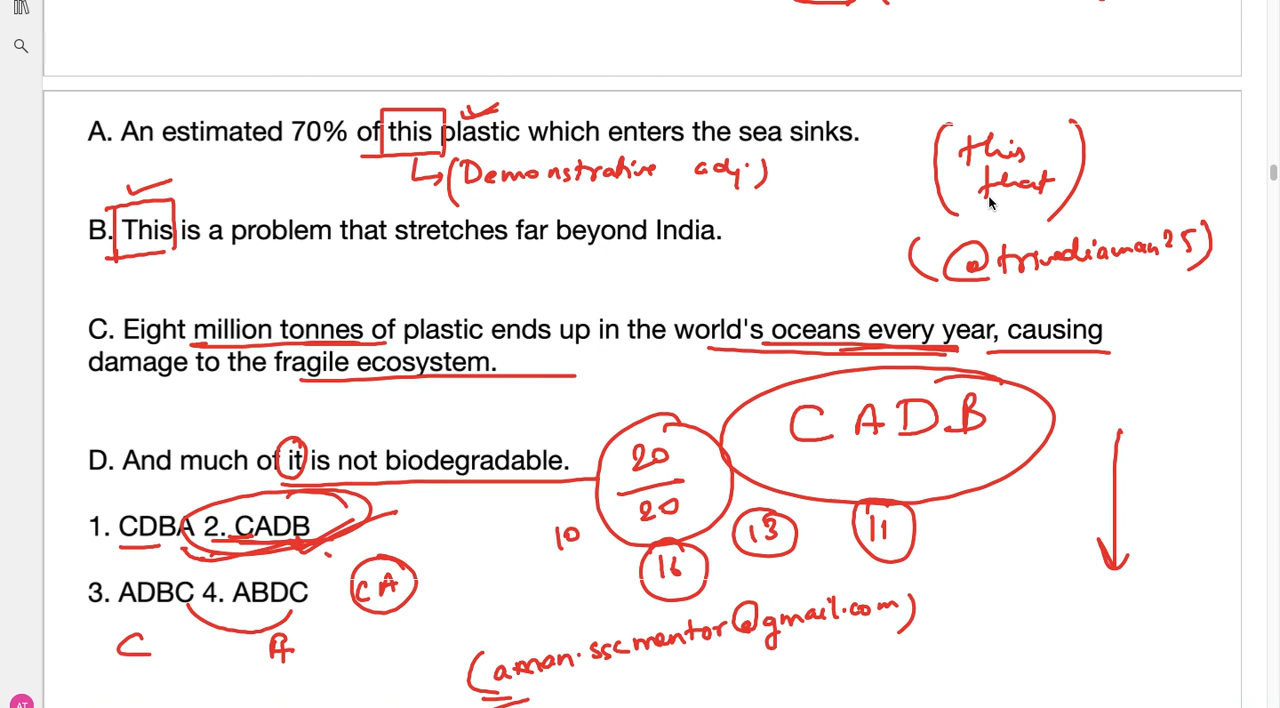 A. An estimated 70% of this plastic which enters the sea sinks.
(Demonstrative adj.)
(this
that)
B. This is a problem that stretches far beyond India.
(@trivediaman25)
C. Eight million tonnes of plastic ends up in the world's oceans every year, causing
damage to the fragile ecosystem.
C A D B
D. And much of it is not biodegradable.
20
20
10
13
11
16
1. CDBA 2. CADB
3. ADBC 4. ABDC
CA
C
A
(aman.sscmentor@gmail.com)
AT